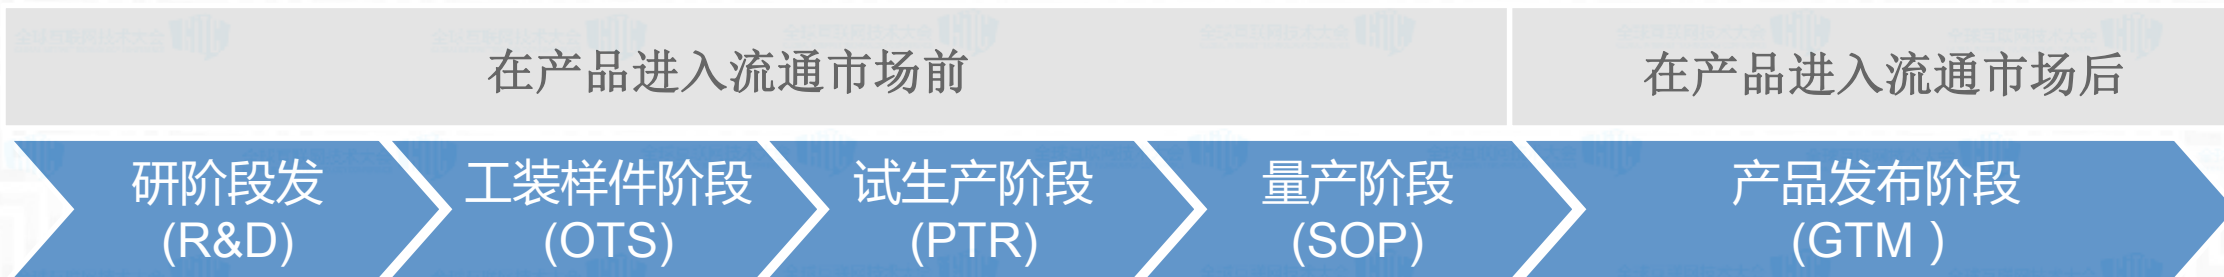 在产品进入流通市场前
在产品进入流通市场后
研阶段发
(R&D)
工装样件阶段
(OTS)
试生产阶段
(PTR)
量产阶段
(SOP)
产品发布阶段
(GTM ）